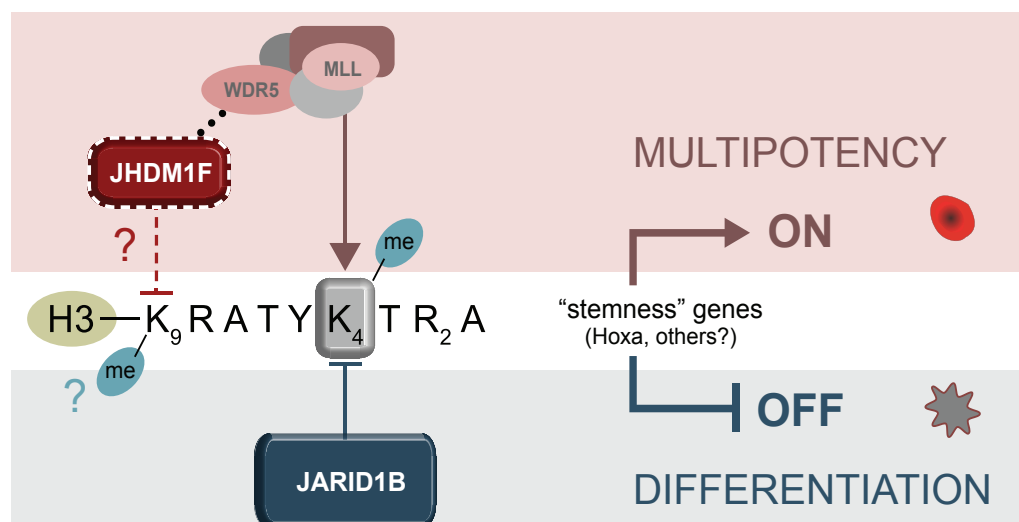 MLL
WDR5
JHDM1F
MULTIPOTENCY
?
me
ON
H3 K9 R A T Y K4 T R2 A
"stemness" genes
(Hoxa, others?)
me
?
OFF
JARID1B
DIFFERENTIATION